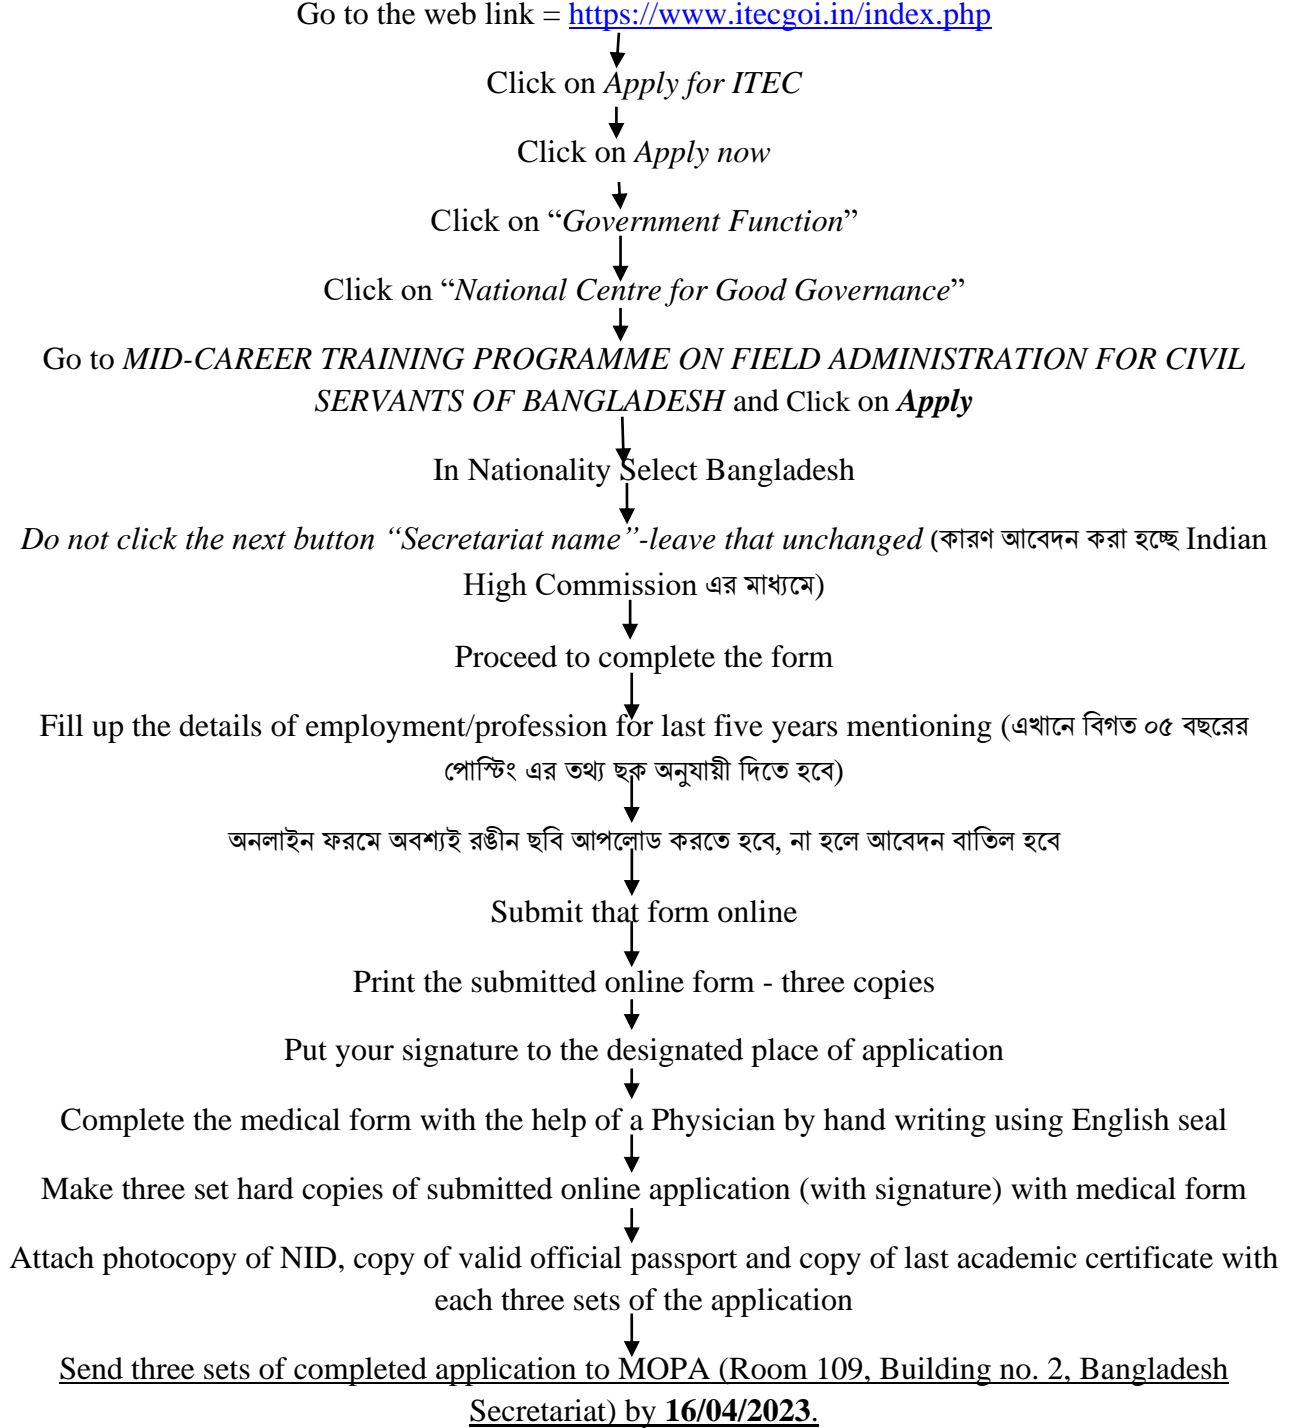 Go to the web link = https://www.itecgoi.in/index.php
Click on Apply for ITEC
Click on Apply now
Click on “Government Function”
Click on “National Centre for Good Governance”
Go to MID-CAREER TRAINING PROGRAMME ON FIELD ADMINISTRATION FOR CIVIL
SERVANTS OF BANGLADESH and Click on Apply
In Nationality Select Bangladesh
Do not click the next button “Secretariat name”-leave that unchanged (কারণ আবেদন করা হচ্ছে Indian
High Commission এর মাধ্যমে)
Proceed to complete the form
Fill up the details of employment/profession for last five years mentioning (এখানে বিগত ০৫ বছরের
পোস্টিং এর তথ্য ছক অনুযায়ী দিতে হবে)
অনলাইন ফরমে অবশ্যই রঙীন ছবি আপলোড করতে হবে, না হলে আবেদন বাতিল হবে
Submit that form online
Print the submitted online form - three copies
Put your signature to the designated place of application
Complete the medical form with the help of a Physician by hand writing using English seal
Make three set hard copies of submitted online application (with signature) with medical form
Attach photocopy of NID, copy of valid official passport and copy of last academic certificate with
each three sets of the application
Send three sets of completed application to MOPA (Room 109, Building no. 2, Bangladesh
Secretariat) by 16/04/2023.